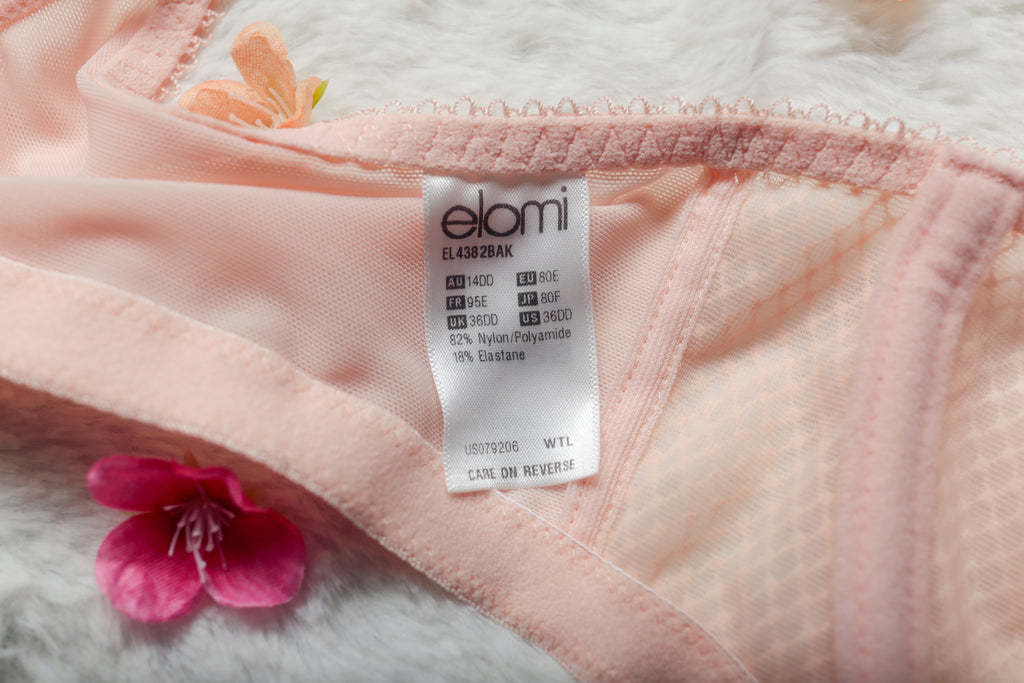 elomi
EL4382BAK
AU 14DD EU 80E
FR 95E JP 80F
UK 36DD US 36DD
82% Nylon/Polyamide
18% Elastane
US079206 WTL
CARE ON REVERSE